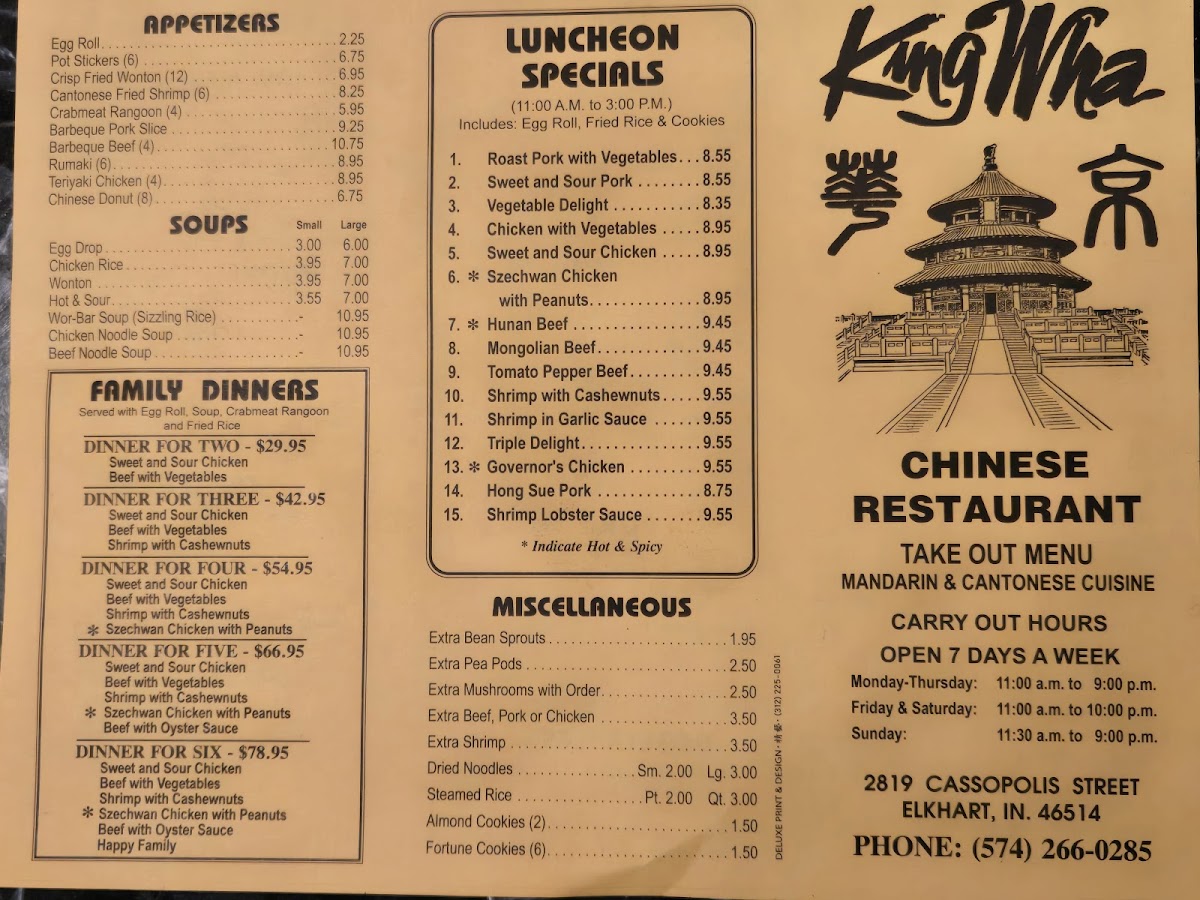 APPETIZERS
Egg Roll 2.25
Pot Stickers (6) 6.75
Crisp Fried Wonton (12) 6.95
Cantonese Fried Shrimp (6) 8.25
Crabmeat Rangoon (4) 5.95
Barbeque Pork Slice 9.25
Barbeque Beef (4) 10.75
Rumaki (6) 8.95
Teriyaki Chicken (4) 8.95
Chinese Donut (8) 6.75
SOUPS Small Large
Egg Drop 3.00 6.00
Chicken Rice 3.95 7.00
Wonton 3.95 7.00
Hot & Sour 3.55 7.00
Wor-Bar Soup (Sizzling Rice) - 10.95
Chicken Noodle Soup - 10.95
Beef Noodle Soup - 10.95
FAMILY DINNERS
Served with Egg Roll, Soup, Crabmeat Rangoon
and Fried Rice
DINNER FOR TWO - $29.95
Sweet and Sour Chicken
Beef with Vegetables
DINNER FOR THREE - $42.95
Sweet and Sour Chicken
Beef with Vegetables
Shrimp with Cashewnuts
DINNER FOR FOUR - $54.95
Sweet and Sour Chicken
Beef with Vegetables
Shrimp with Cashewnuts
* Szechwan Chicken with Peanuts
DINNER FOR FIVE - $66.95
Sweet and Sour Chicken
Beef with Vegetables
Shrimp with Cashewnuts
* Szechwan Chicken with Peanuts
Beef with Oyster Sauce
DINNER FOR SIX - $78.95
Sweet and Sour Chicken
Beef with Vegetables
Shrimp with Cashewnuts
* Szechwan Chicken with Peanuts
Beef with Oyster Sauce
Happy Family
LUNCHEON
SPECIALS
(11:00 A.M. to 3:00 P.M.)
Includes: Egg Roll, Fried Rice & Cookies
1. Roast Pork with Vegetables 8.55
2. Sweet and Sour Pork 8.55
3. Vegetable Delight 8.35
4. Chicken with Vegetables 8.95
5. Sweet and Sour Chicken 8.95
6. * Szechwan Chicken
with Peanuts 8.95
7. * Hunan Beef 9.45
8. Mongolian Beef 9.45
9. Tomato Pepper Beef 9.45
10. Shrimp with Cashewnuts 9.55
11. Shrimp in Garlic Sauce 9.55
12. Triple Delight 9.55
13. * Governor's Chicken 9.55
14. Hong Sue Pork 8.75
15. Shrimp Lobster Sauce 9.55
* Indicate Hot & Spicy
MISCELLANEOUS
Extra Bean Sprouts 1.95
Extra Pea Pods 2.50
Extra Mushrooms with Order 2.50
Extra Beef, Pork or Chicken 3.50
Extra Shrimp 3.50
Dried Noodles Sm. 2.00 Lg. 3.00
Steamed Rice Pt. 2.00 Qt. 3.00
Almond Cookies (2) 1.50
Fortune Cookies (6) 1.50
DELUXE PRINT & DESIGN · (312) 225-0061
King Wha
華 京
CHINESE
RESTAURANT
TAKE OUT MENU
MANDARIN & CANTONESE CUISINE
CARRY OUT HOURS
OPEN 7 DAYS A WEEK
Monday-Thursday: 11:00 a.m. to 9:00 p.m.
Friday & Saturday: 11:00 a.m. to 10:00 p.m.
Sunday: 11:30 a.m. to 9:00 p.m.
2819 CASSOPOLIS STREET
ELKHART, IN. 46514
PHONE: (574) 266-0285